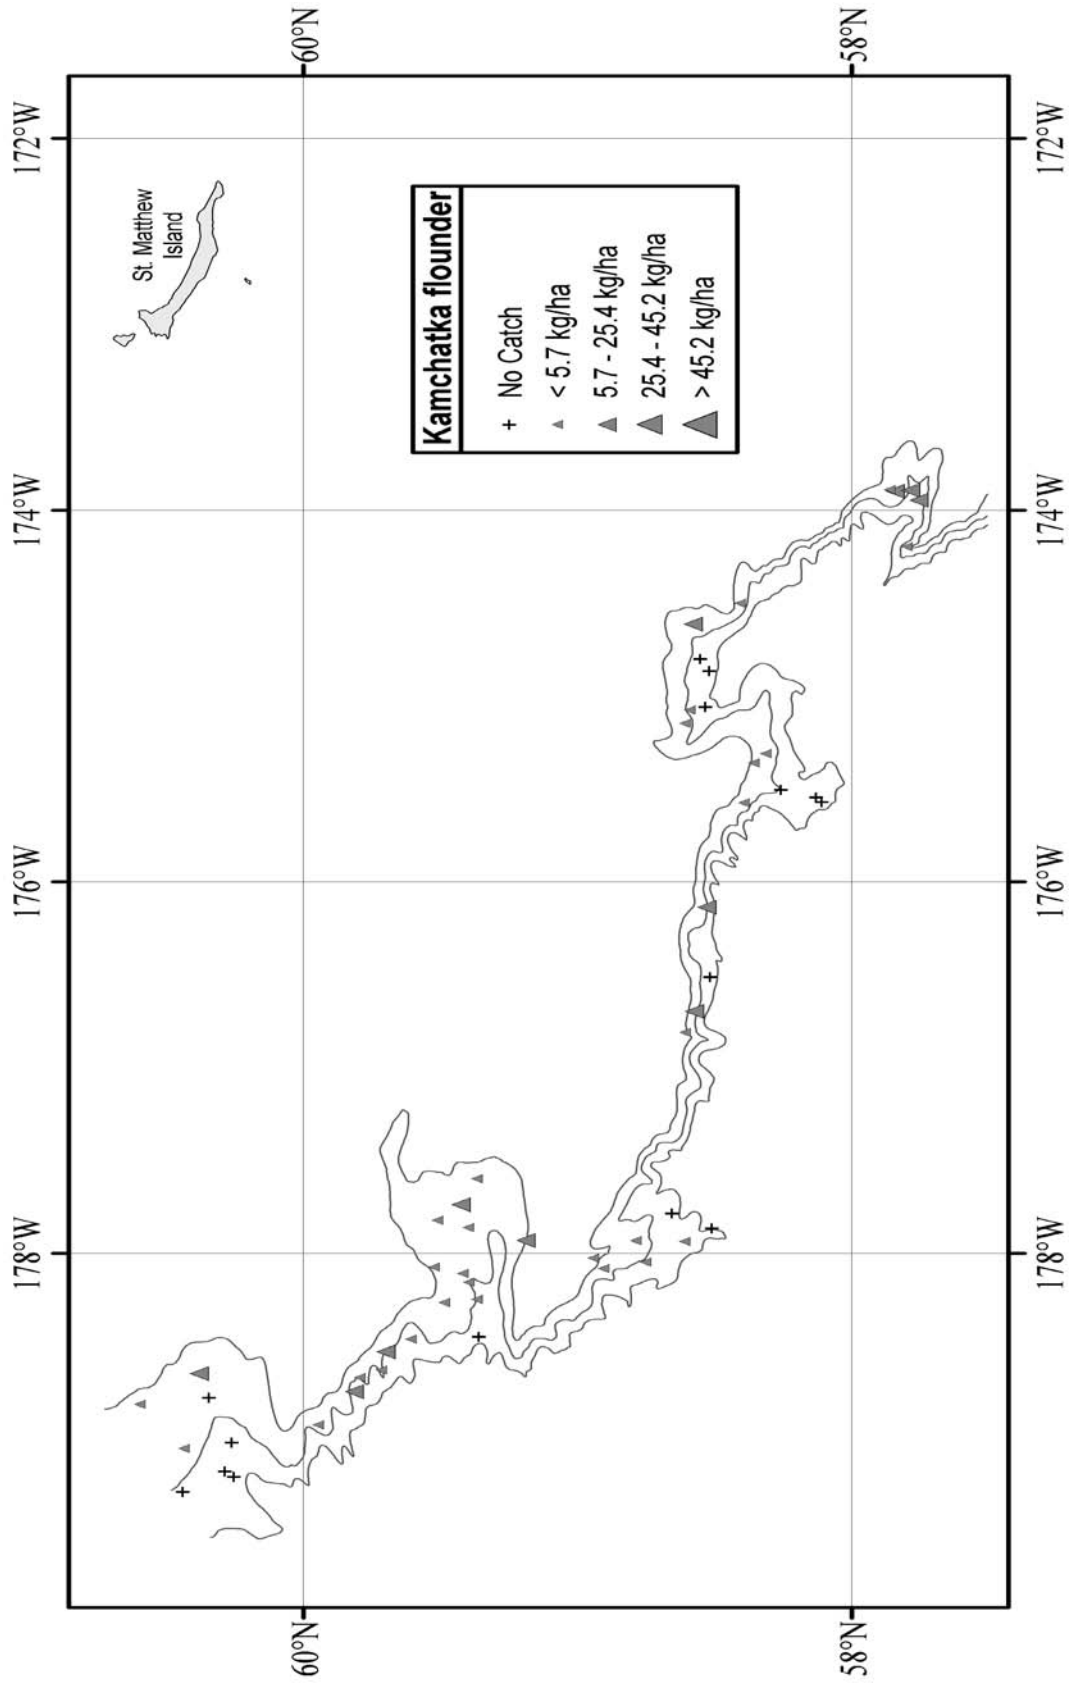 60°N
58°N
172°W
172°W
St. Matthew
Island
Kamchatka flounder
No Catch
< 5.7 kg/ha
5.7 - 25.4 kg/ha
25.4 - 45.2 kg/ha
> 45.2 kg/ha
174°W
174°W
176°W
176°W
178°W
178°W
60°N
58°N